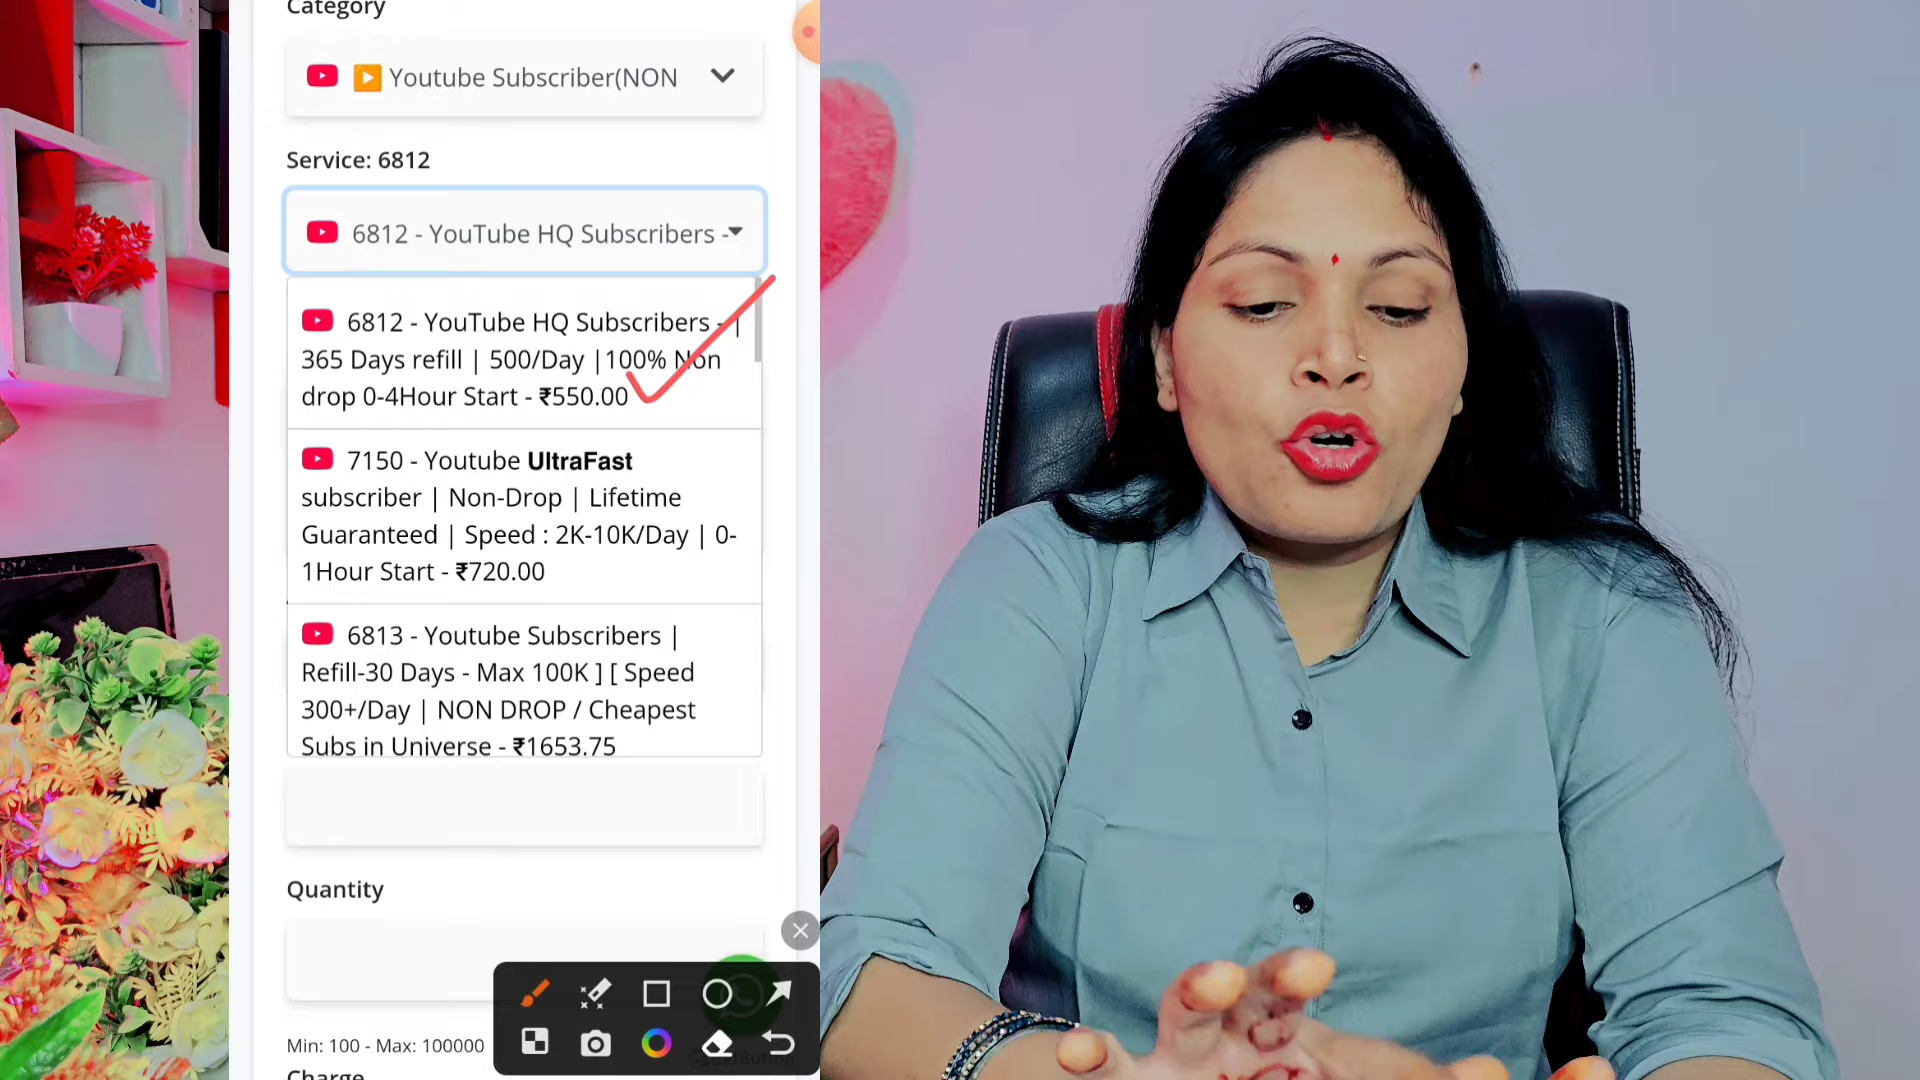 Category
Youtube Subscriber(NON
Service: 6812
6812 - YouTube HQ Subscribers -
6812 - YouTube HQ Subscribers - |
365 Days refill | 500/Day |100% Non
drop 0-4Hour Start - ₹550.00
7150 - Youtube UltraFast
subscriber | Non-Drop | Lifetime
Guaranteed | Speed : 2K-10K/Day | 0-
1Hour Start - ₹720.00
6813 - Youtube Subscribers |
Refill-30 Days - Max 100K ] [ Speed
300+/Day | NON DROP / Cheapest
Subs in Universe - ₹1653.75
Quantity
Min: 100 - Max: 100000
Charge